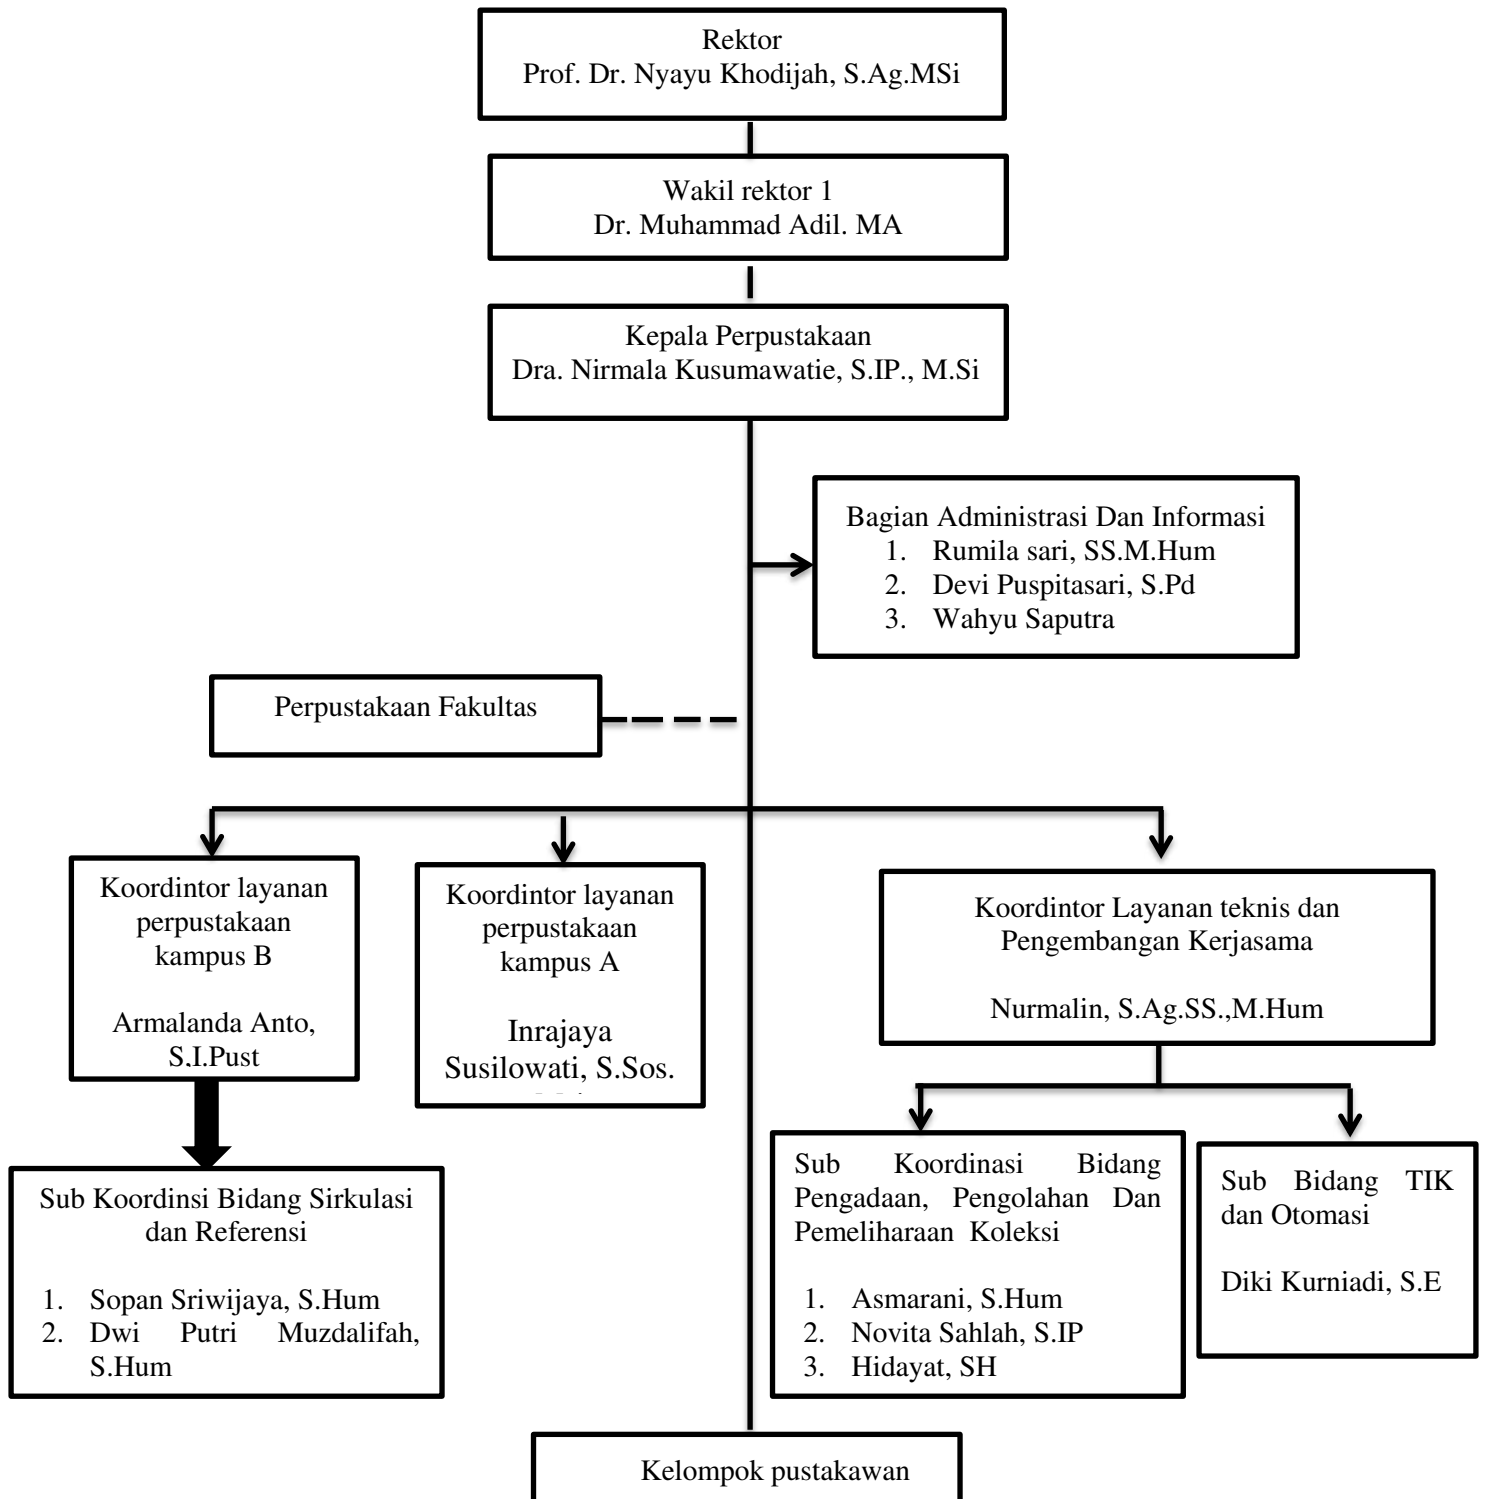 Rektor
Prof. Dr. Nyayu Khodijah, S.Ag.MSi
Wakil rektor 1
Dr. Muhammad Adil. MA
Kepala Perpustakaan
Dra. Nirmala Kusumawatie, S.IP., M.Si
Bagian Administrasi Dan Informasi
1. Rumila sari, SS.M.Hum
2. Devi Puspitasari, S.Pd
3. Wahyu Saputra
Perpustakaan Fakultas
Koordintor layanan
perpustakaan
kampus B
Armalanda Anto,
S.I.Pust
Koordintor layanan
perpustakaan
kampus A
Inrajaya
Susilowati, S.Sos.
Koordintor Layanan teknis dan
Pengembangan Kerjasama
Nurmalin, S.Ag.SS.,M.Hum
Sub Koordinsi Bidang Sirkulasi
dan Referensi
1. Sopan Sriwijaya, S.Hum
2. Dwi Putri Muzdalifah,
S.Hum
Sub Koordinasi Bidang
Pengadaan, Pengolahan Dan
Pemeliharaan Koleksi
1. Asmarani, S.Hum
2. Novita Sahlah, S.IP
3. Hidayat, SH
Sub Bidang TIK
dan Otomasi
Diki Kurniadi, S.E
Kelompok pustakawan